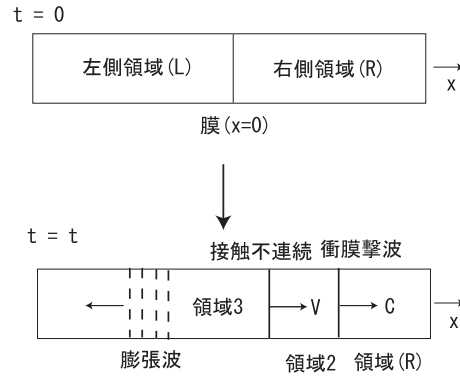 t = 0
左側領域(L)
右側領域(R)
x
膜(x=0)
t = t
接触不連続 衝膜撃波
領域3
V
C
x
膨張波
領域2
領域(R)